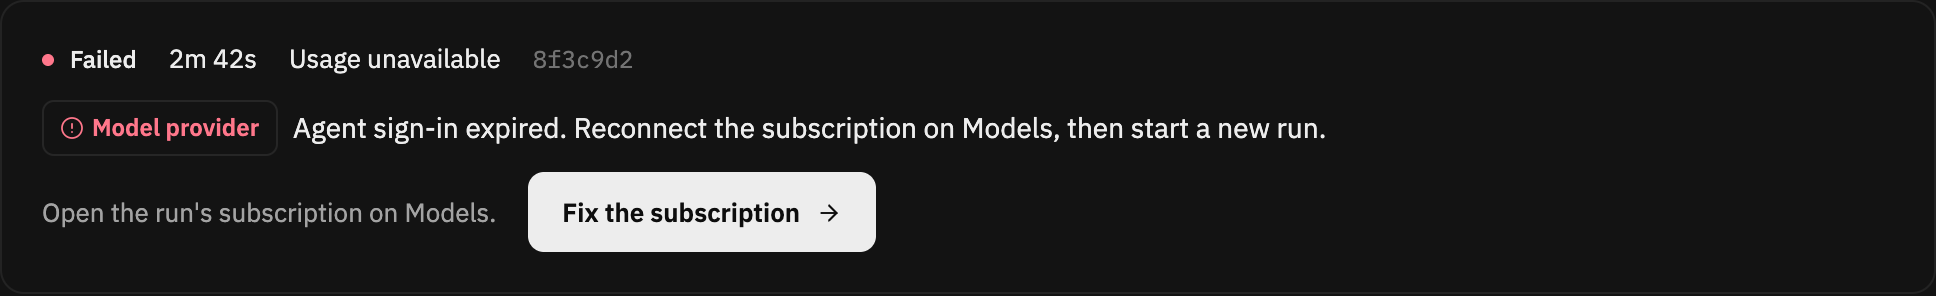 Failed 2m 42s Usage unavailable 8f3c9d2
Model provider Agent sign-in expired. Reconnect the subscription on Models, then start a new run.
Open the run's subscription on Models. Fix the subscription →